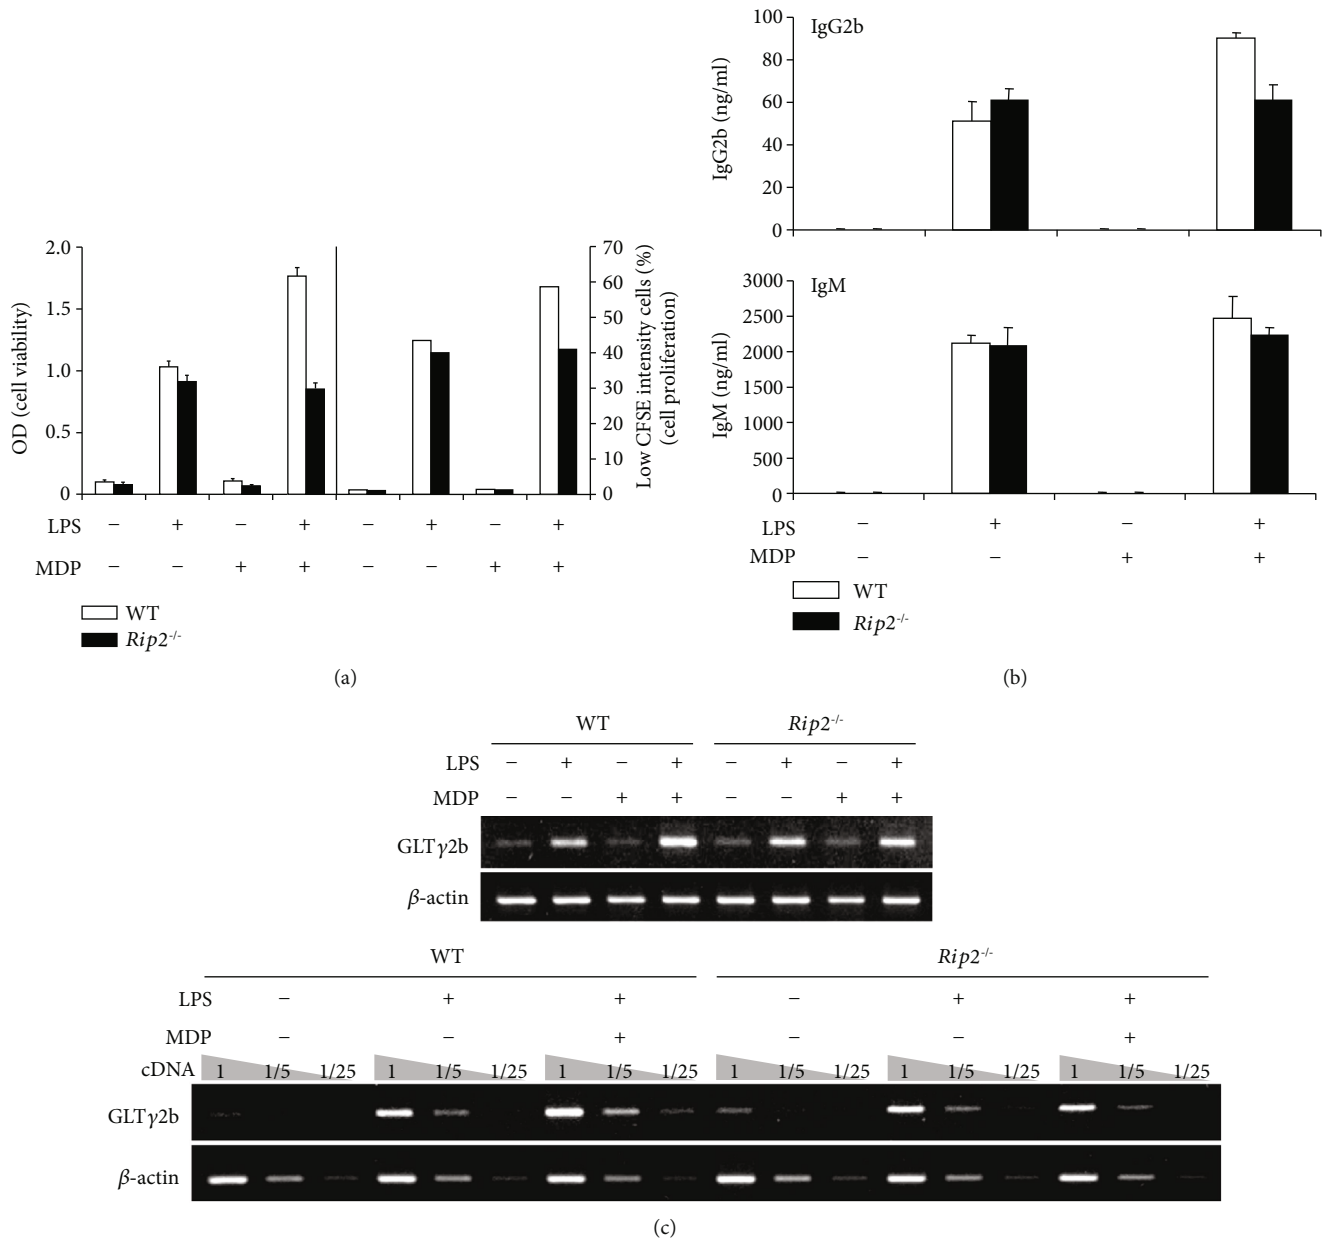 2.0
1.5
1.0
0.5
0
OD (cell viability)
70
60
50
40
30
20
10
0
Low CFSE intensity cells (%)
(cell proliferation)
LPS − + − + − + − +
MDP − − + + − − + +
WT
Rip2-/-
(a)
IgG2b
100
80
60
40
20
0
IgG2b (ng/ml)
IgM
3000
2500
2000
1500
1000
500
0
IgM (ng/ml)
LPS − + − +
MDP − − + +
WT
Rip2-/-
(b)
WT Rip2-/-
LPS − + − + − + − +
MDP − − + + − − + +
GLTγ2b
β-actin
WT Rip2-/-
LPS − + + − + +
MDP − − + − − +
cDNA 1 1/5 1/25 1 1/5 1/25 1 1/5 1/25 1 1/5 1/25 1 1/5 1/25 1 1/5 1/25
GLTγ2b
β-actin
(c)